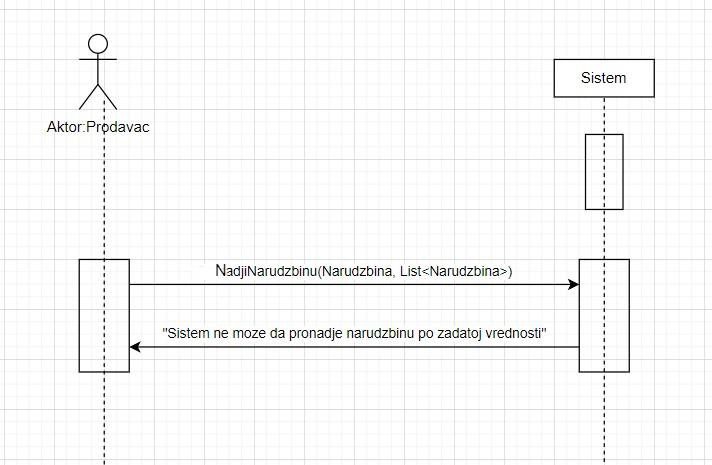 Sistem
Aktor:Prodavac
NadjiNarudzbinu(Narudzbina, List<Narudzbina>)
"Sistem ne moze da pronadje narudzbinu po zadatoj vrednosti"